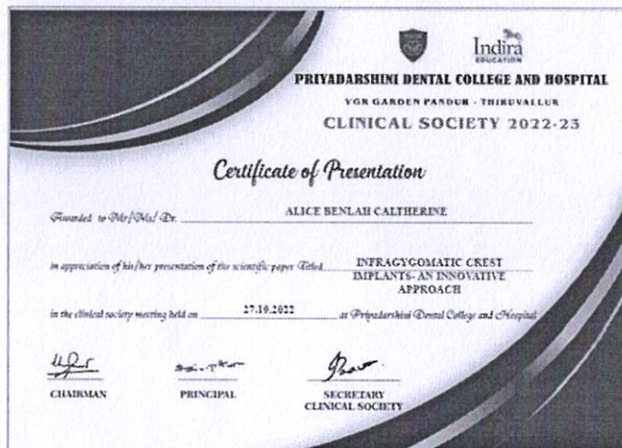 Indira
EDUCATION
PRIYADARSHINI DENTAL COLLEGE AND HOSPITAL
VGR GARDEN PANDUR - THIRUVALLUR
CLINICAL SOCIETY 2022-23
Certificate of Presentation
Awarded to Mr/Ms/ Dr. ALICE BENLAH CALTHERINE
in appreciation of his/her presentation of the scientific paper Titled INFRAGYGOMATIC CREST
IMPLANTS- AN INNOVATIVE
APPROACH
in the clinical society meeting held on 27.10.2022 at Priyadarshini Dental College and Hospital
CHAIRMAN PRINCIPAL SECRETARY
CLINICAL SOCIETY